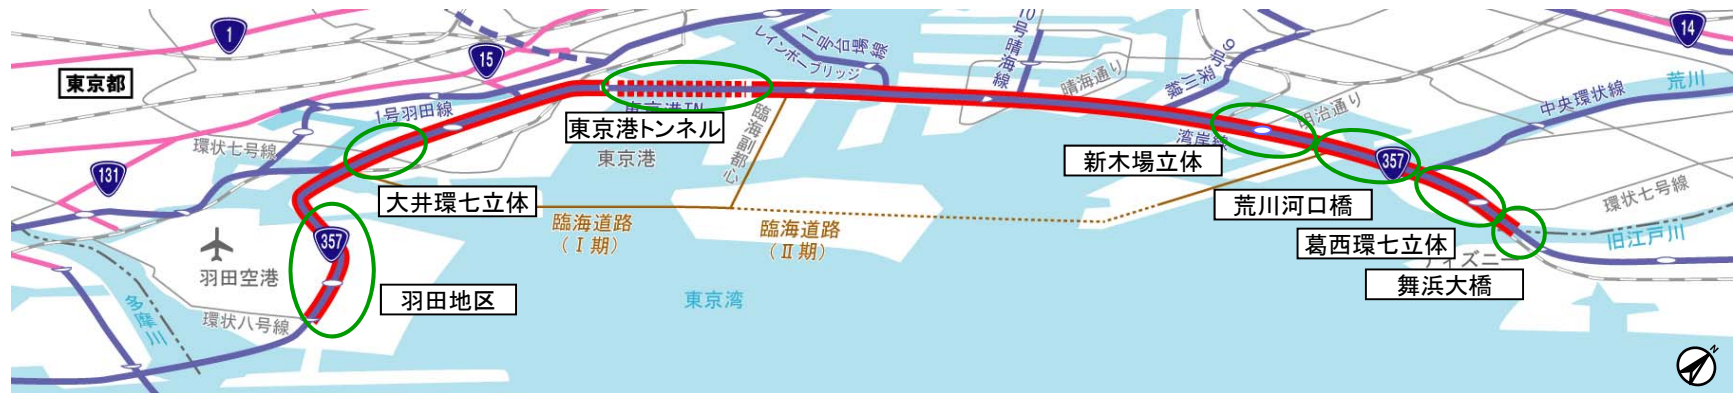 1
15
14
東京都
11号台場線
レインボーブリッジ
10号晴海線
9号深川線
晴海通り
明治通り
荒川
中央環状線
1号羽田線
環状七号線
131
東京港トンネル
東京港
臨海副都心
湾岸線
新木場立体
357
大井環七立体
荒川河口橋
環状七号線
臨海道路
(Ⅰ期)
臨海道路
(Ⅱ期)
葛西環七立体
旧江戸川
357
羽田空港
舞浜大橋
羽田地区
東京湾
多摩川
環状八号線
N